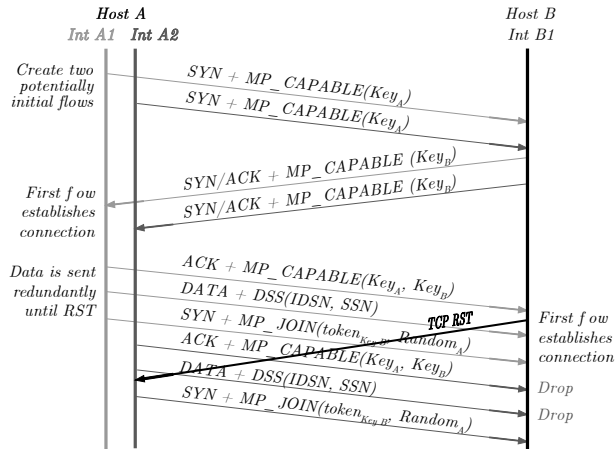 Host A
Host B
Int A1 Int A2
Int B1
Create two
potentially
initial flows
SYN + MP_CAPABLE(Key_A)
SYN + MP_CAPABLE(Key_A)
SYN/ACK + MP_CAPABLE (Key_B)
SYN/ACK + MP_CAPABLE (Key_B)
First f ow
establishes
connection
Data is sent
redundantly
until RST
ACK + MP_CAPABLE(Key_A, Key_B)
DATA + DSS(IDSN, SSN)
SYN + MP_JOIN(token_Key B, Random_A)
TCP RST
First f ow
establishes
connection
ACK + MP_CAPABLE(Key_A, Key_B)
Drop
DATA + DSS(IDSN, SSN)
Drop
SYN + MP_JOIN(token_Key B, Random_A)